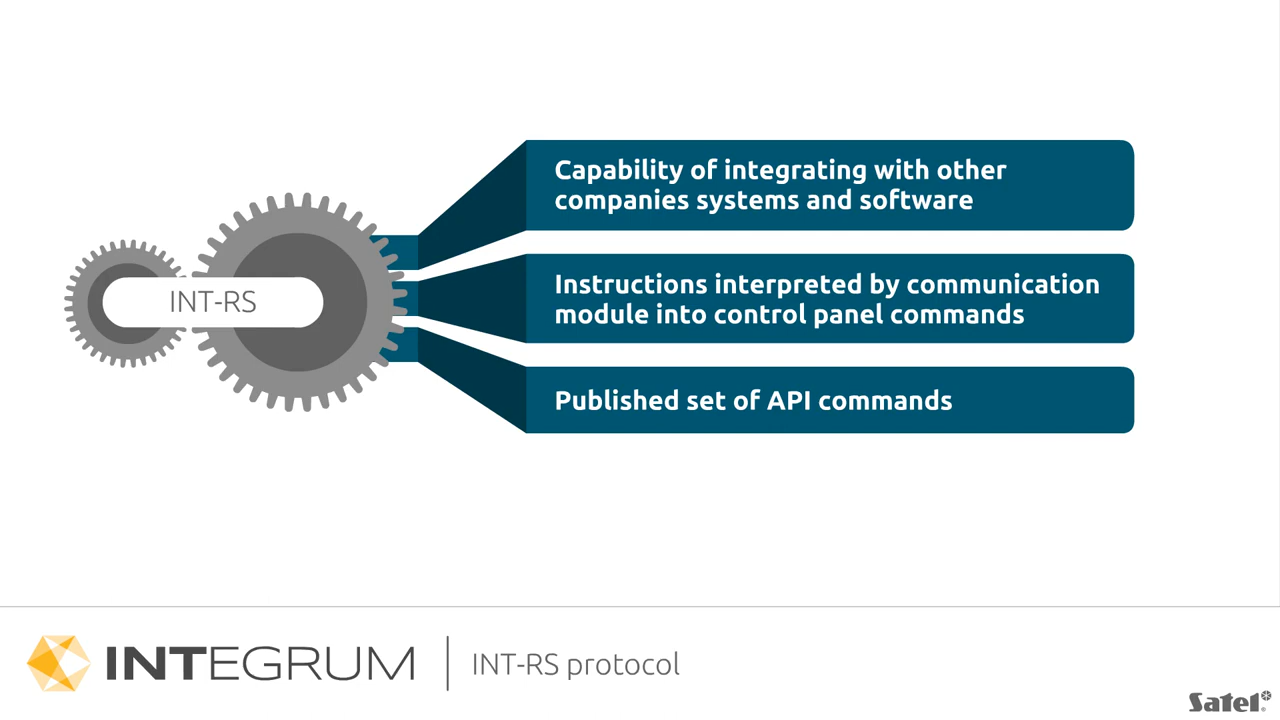 Capability of integrating with other
companies systems and software
INT-RS
Instructions interpreted by communication
module into control panel commands
Published set of API commands
INTEGRUM
INT-RS protocol
Satel®